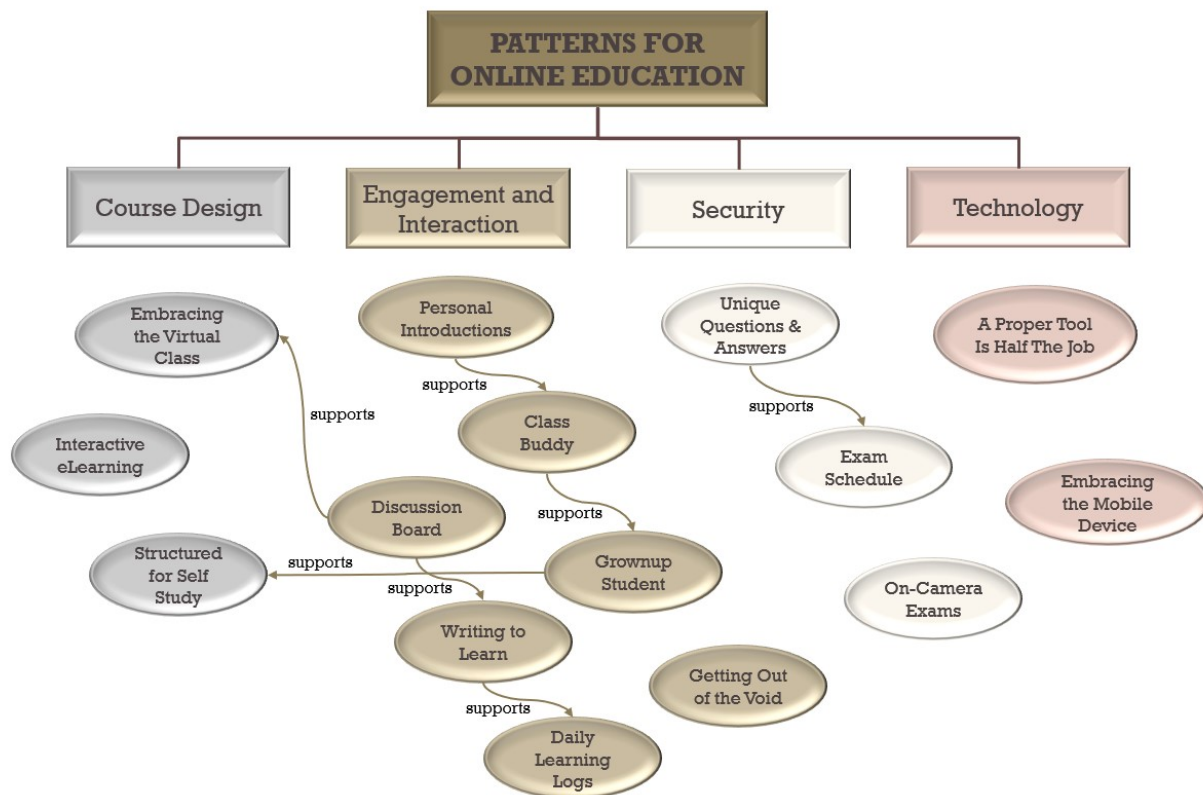 PATTERNS FOR
ONLINE EDUCATION
Course Design
Engagement and
Interaction
Security
Technology
Embracing
the Virtual
Class
Personal
Introductions
Unique
Questions &
Answers
A Proper Tool
Is Half The Job
supports
supports
supports
Class
Buddy
Interactive
eLearning
Exam
Schedule
Embracing
the Mobile
Device
Discussion
Board
supports
Structured
for Self
Study
supports
supports
Grownup
Student
On-Camera
Exams
Writing to
Learn
Getting Out
of the Void
supports
Daily
Learning
Logs